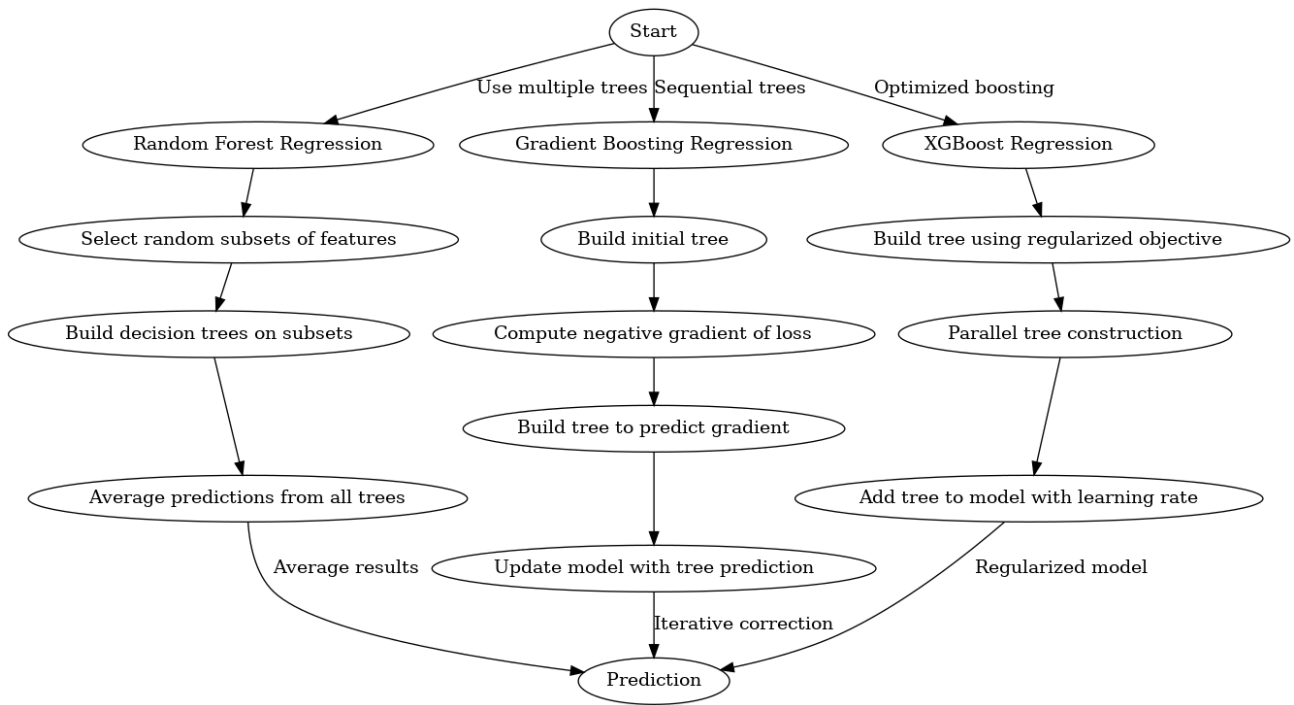 Start
Use multiple trees
Sequential trees
Optimized boosting
Random Forest Regression
Gradient Boosting Regression
XGBoost Regression
Select random subsets of features
Build initial tree
Build tree using regularized objective
Build decision trees on subsets
Compute negative gradient of loss
Parallel tree construction
Build tree to predict gradient
Average predictions from all trees
Add tree to model with learning rate
Average results
Update model with tree prediction
Regularized model
Iterative correction
Prediction